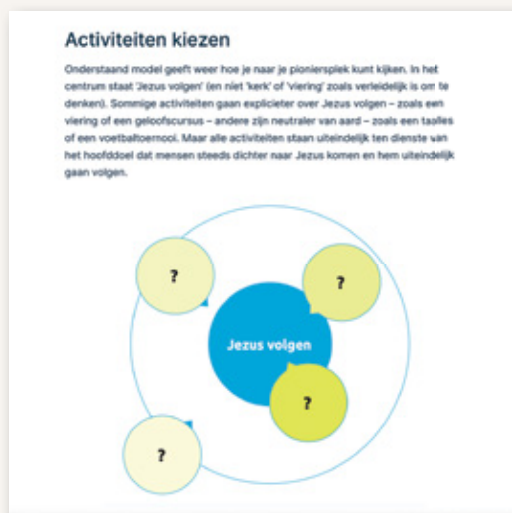 Activiteiten kiezen
Onderstaand model geeft weer hoe je naar je pioniersplek kunt kijken. In het
centrum staat 'Jezus volgen' (en niet 'kerk' of 'viering' zoals verleidelijk is om te
denken). Sommige activiteiten gaan explicieter over Jezus volgen – zoals een
viering of een geloofscursus – andere zijn neutraler van aard – zoals een taalles
of een voetbaltoernooi. Maar alle activiteiten staan uiteindelijk ten dienste van
het hoofddoel dat mensen steeds dichter naar Jezus komen en hem uiteindelijk
gaan volgen.
?
?
Jezus volgen
?
?